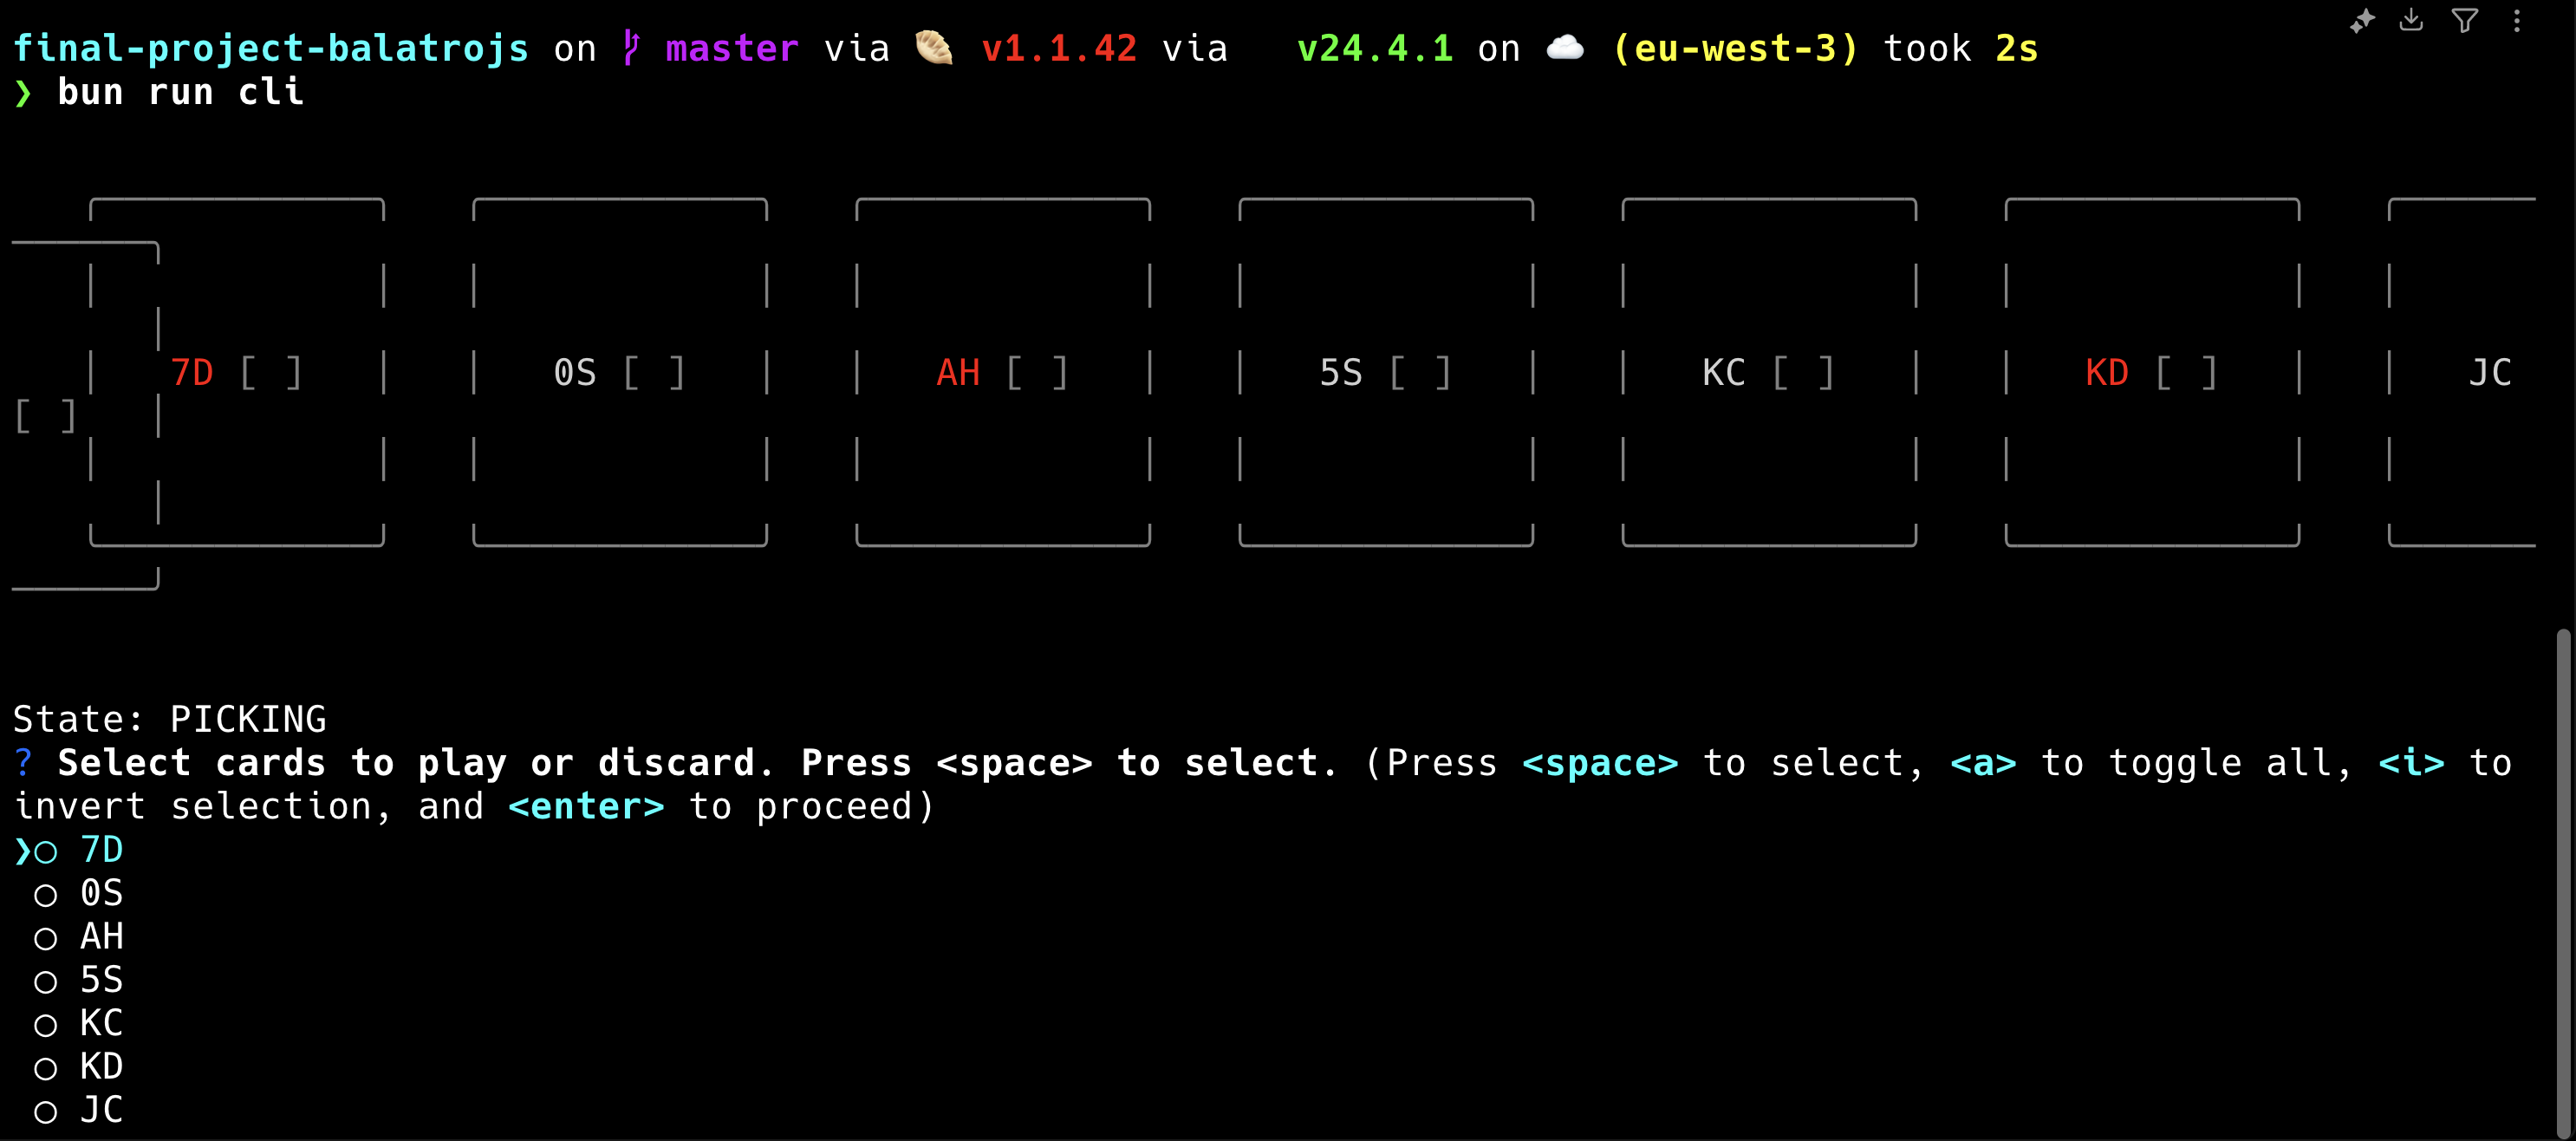 final-project-balatrojs on master via 🥟 v1.1.42 via v24.4.1 on ☁️ (eu-west-3) took 2s
❯ bun run cli
7D [ ] 0S [ ] AH [ ] 5S [ ] KC [ ] KD [ ] JC
[ ]
State: PICKING
? Select cards to play or discard. Press <space> to select. (Press <space> to select, <a> to toggle all, <i> to
invert selection, and <enter> to proceed)
❯◯ 7D
◯ 0S
◯ AH
◯ 5S
◯ KC
◯ KD
◯ JC